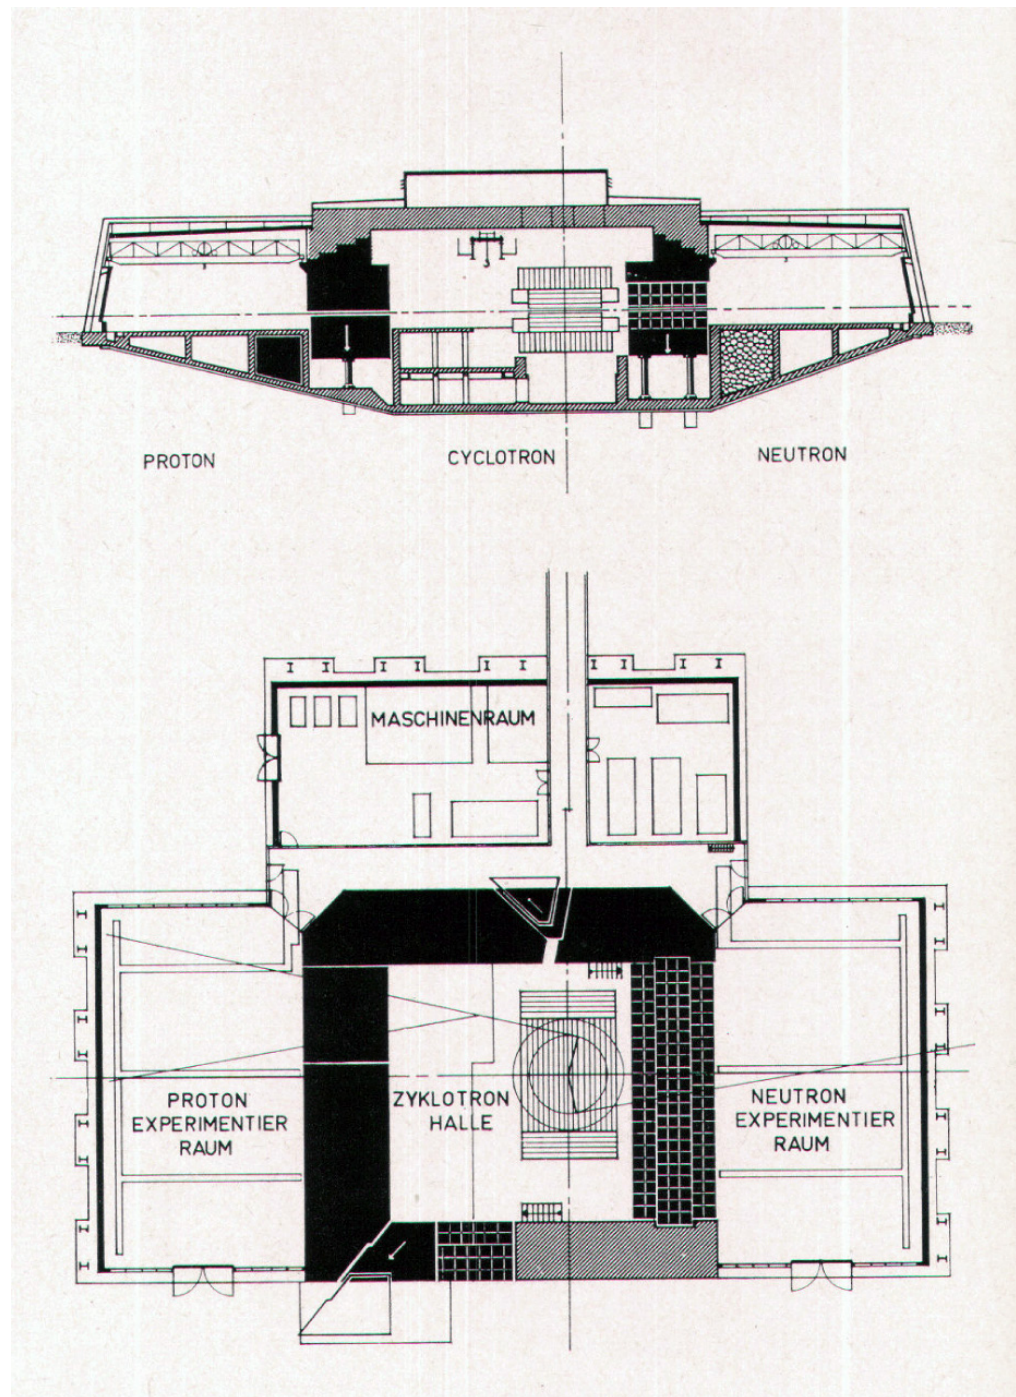 PROTON
CYCLOTRON
NEUTRON
MASCHINENRAUM
PROTON
EXPERIMENTIER
RAUM
ZYKLOTRON
HALLE
NEUTRON
EXPERIMENTIER
RAUM